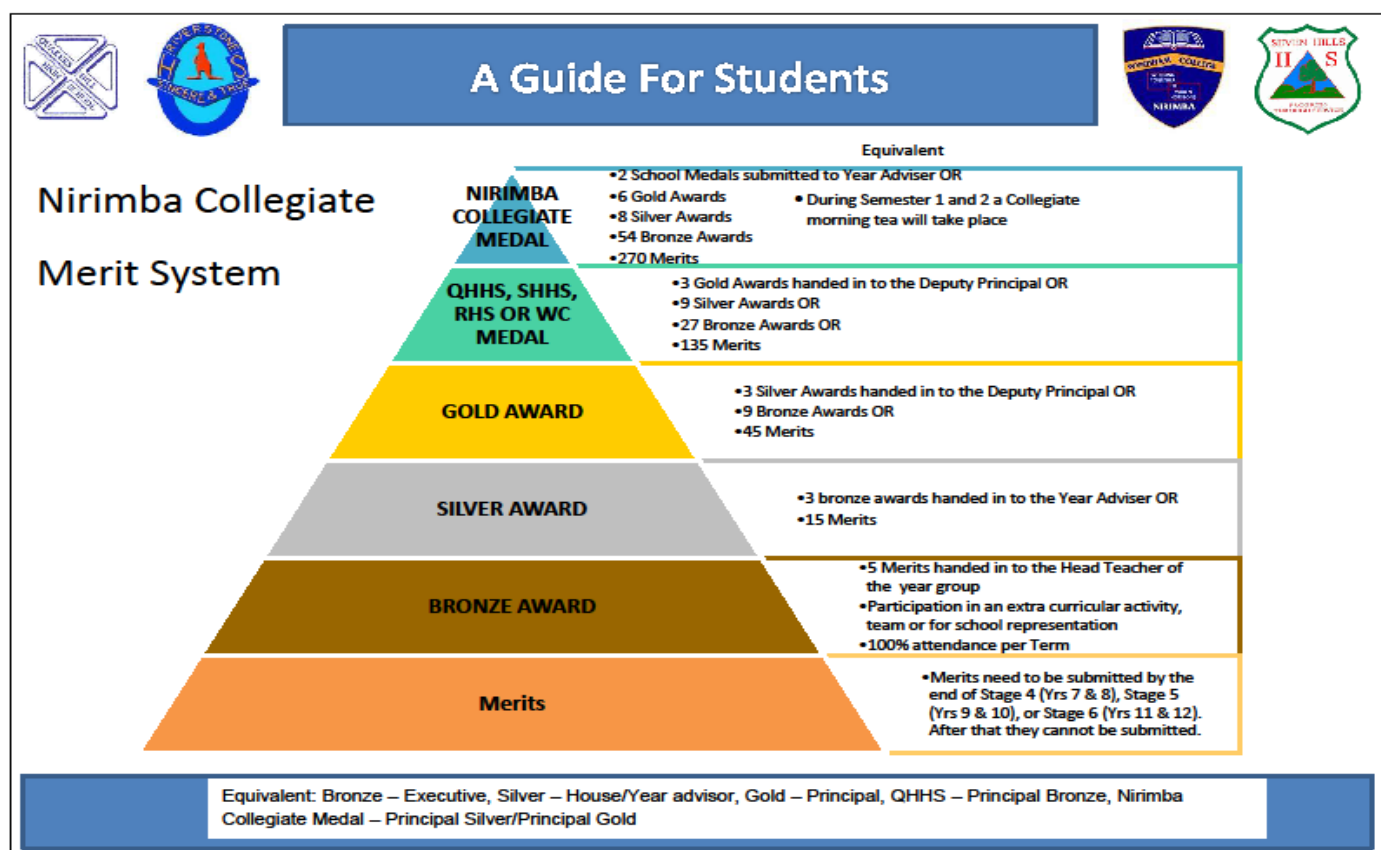 RIVERSTONE
H S
SINCERE & TRUE
A Guide For Students
WYNDHAM COLLEGE
NIRIMBA
SEVEN HILLS
H S
Equivalent
Nirimba Collegiate
Merit System
NIRIMBA
COLLEGIATE
MEDAL
•2 School Medals submitted to Year Adviser OR
•6 Gold Awards
•8 Silver Awards
•54 Bronze Awards
•270 Merits
• During Semester 1 and 2 a Collegiate
morning tea will take place
QHHS, SHHS,
RHS OR WC
MEDAL
•3 Gold Awards handed in to the Deputy Principal OR
•9 Silver Awards OR
•27 Bronze Awards OR
•135 Merits
GOLD AWARD
•3 Silver Awards handed in to the Deputy Principal OR
•9 Bronze Awards OR
•45 Merits
SILVER AWARD
•3 bronze awards handed in to the Year Adviser OR
•15 Merits
BRONZE AWARD
•5 Merits handed in to the Head Teacher of
the year group
•Participation in an extra curricular activity,
team or for school representation
•100% attendance per Term
Merits
•Merits need to be submitted by the
end of Stage 4 (Yrs 7 & 8), Stage 5
(Yrs 9 & 10), or Stage 6 (Yrs 11 & 12).
After that they cannot be submitted.
Equivalent: Bronze – Executive, Silver – House/Year advisor, Gold – Principal, QHHS – Principal Bronze, Nirimba
Collegiate Medal – Principal Silver/Principal Gold